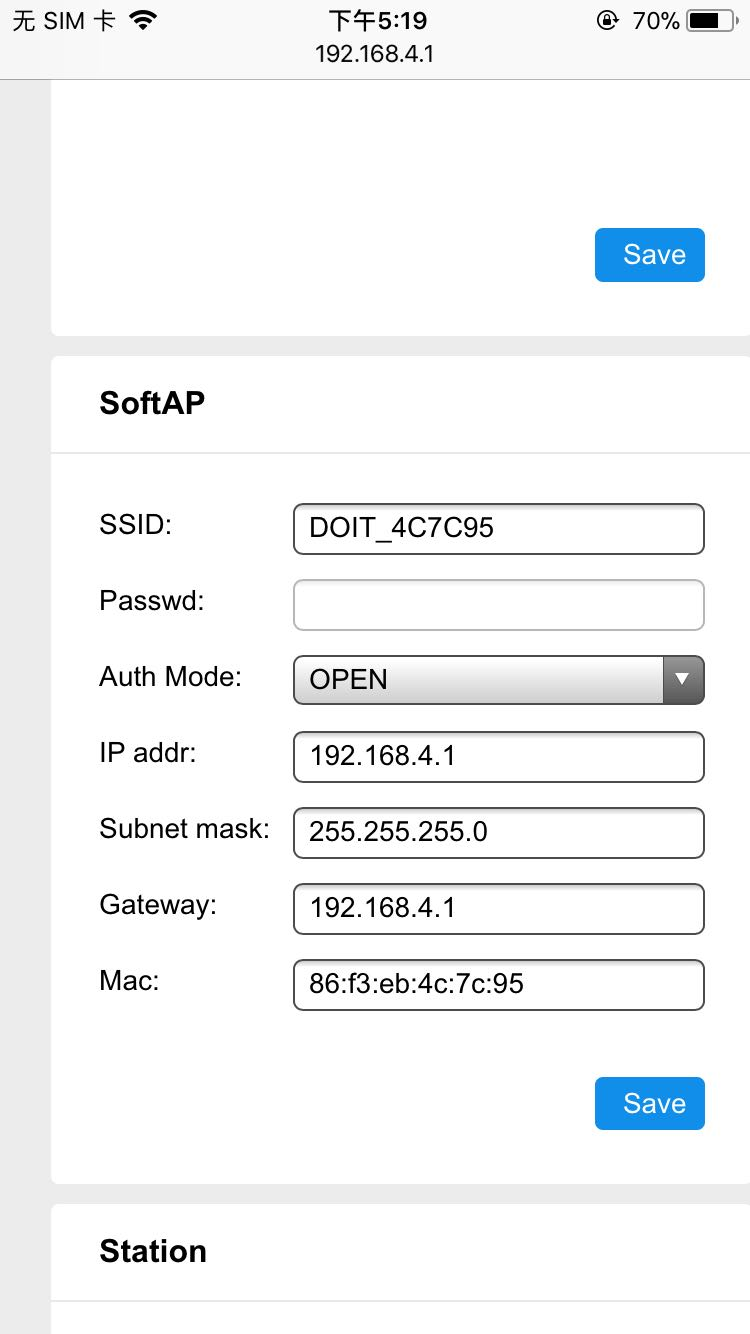 无 SIM 卡 下午5:19 70%
192.168.4.1
Save
SoftAP
SSID: DOIT_4C7C95
Passwd:
Auth Mode: OPEN
IP addr: 192.168.4.1
Subnet mask: 255.255.255.0
Gateway: 192.168.4.1
Mac: 86:f3:eb:4c:7c:95
Save
Station